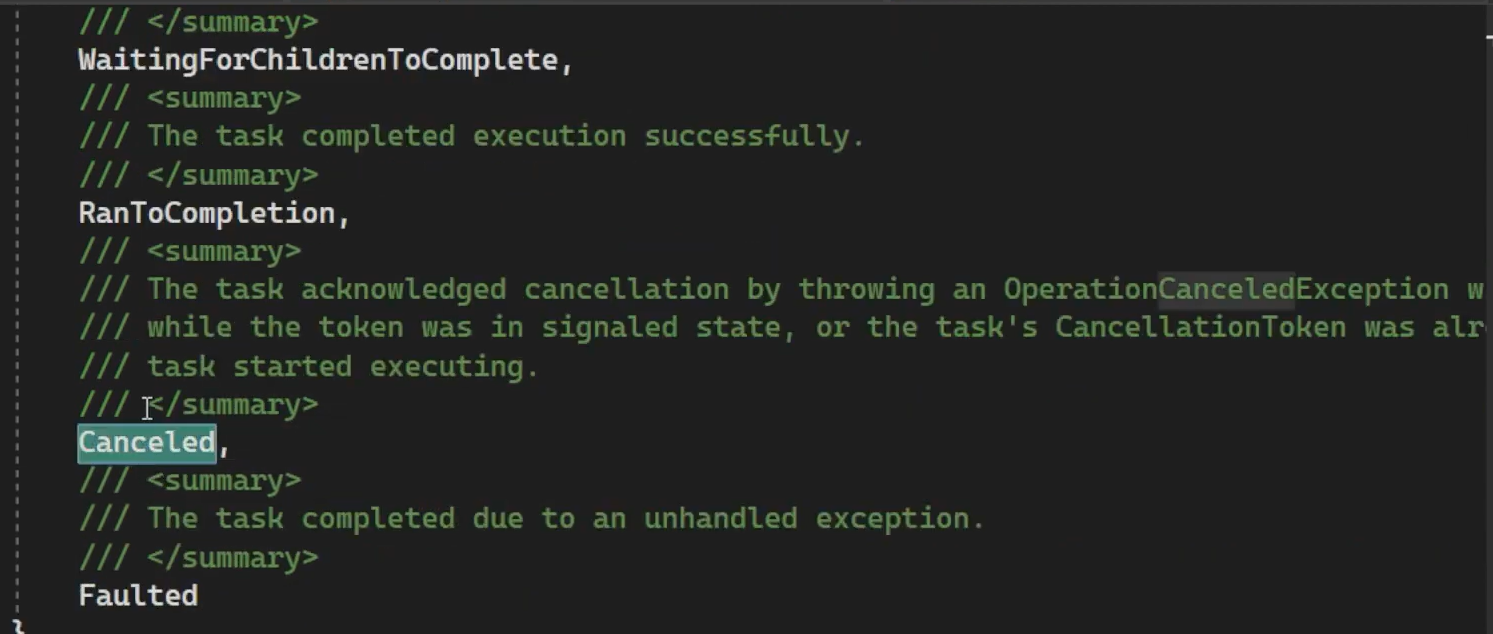 /// </summary>
WaitingForChildrenToComplete,
/// <summary>
/// The task completed execution successfully.
/// </summary>
RanToCompletion,
/// <summary>
/// The task acknowledged cancellation by throwing an OperationCanceledException w
/// while the token was in signaled state, or the task's CancellationToken was alr
/// task started executing.
/// </summary>
Canceled,
/// <summary>
/// The task completed due to an unhandled exception.
/// </summary>
Faulted
}